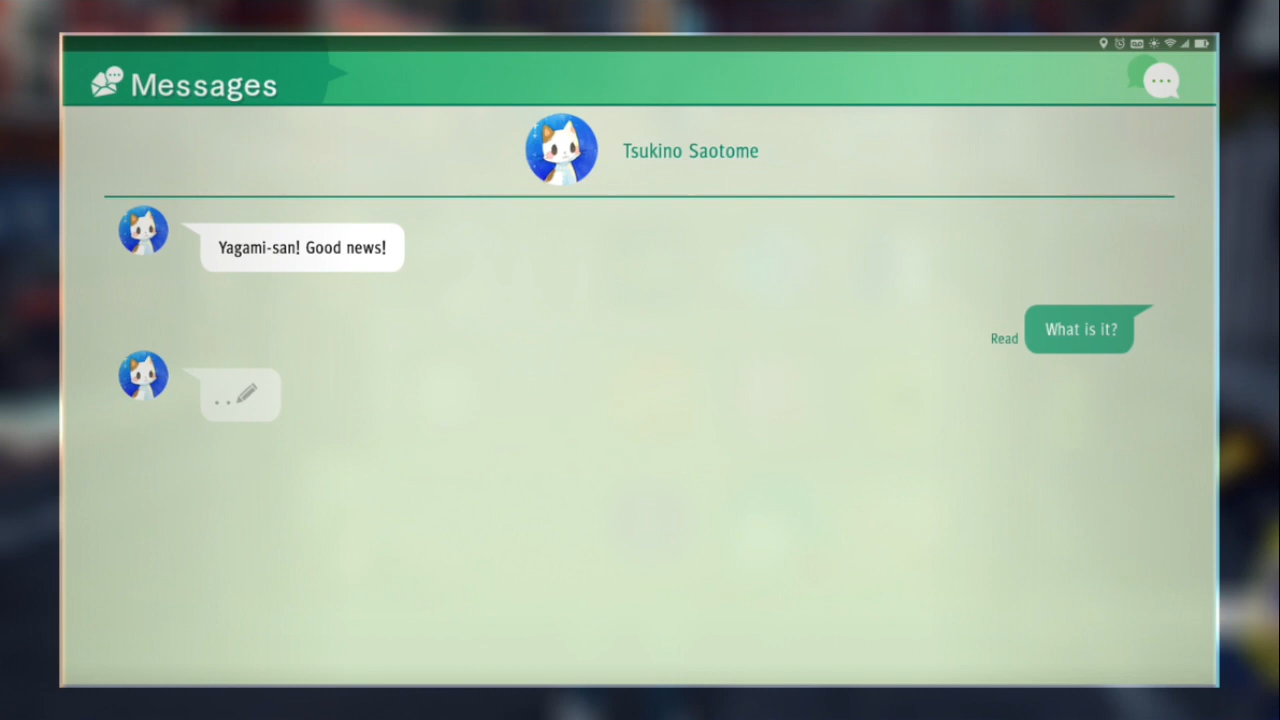 Messages
Tsukino Saotome
Yagami-san! Good news!
Read
What is it?